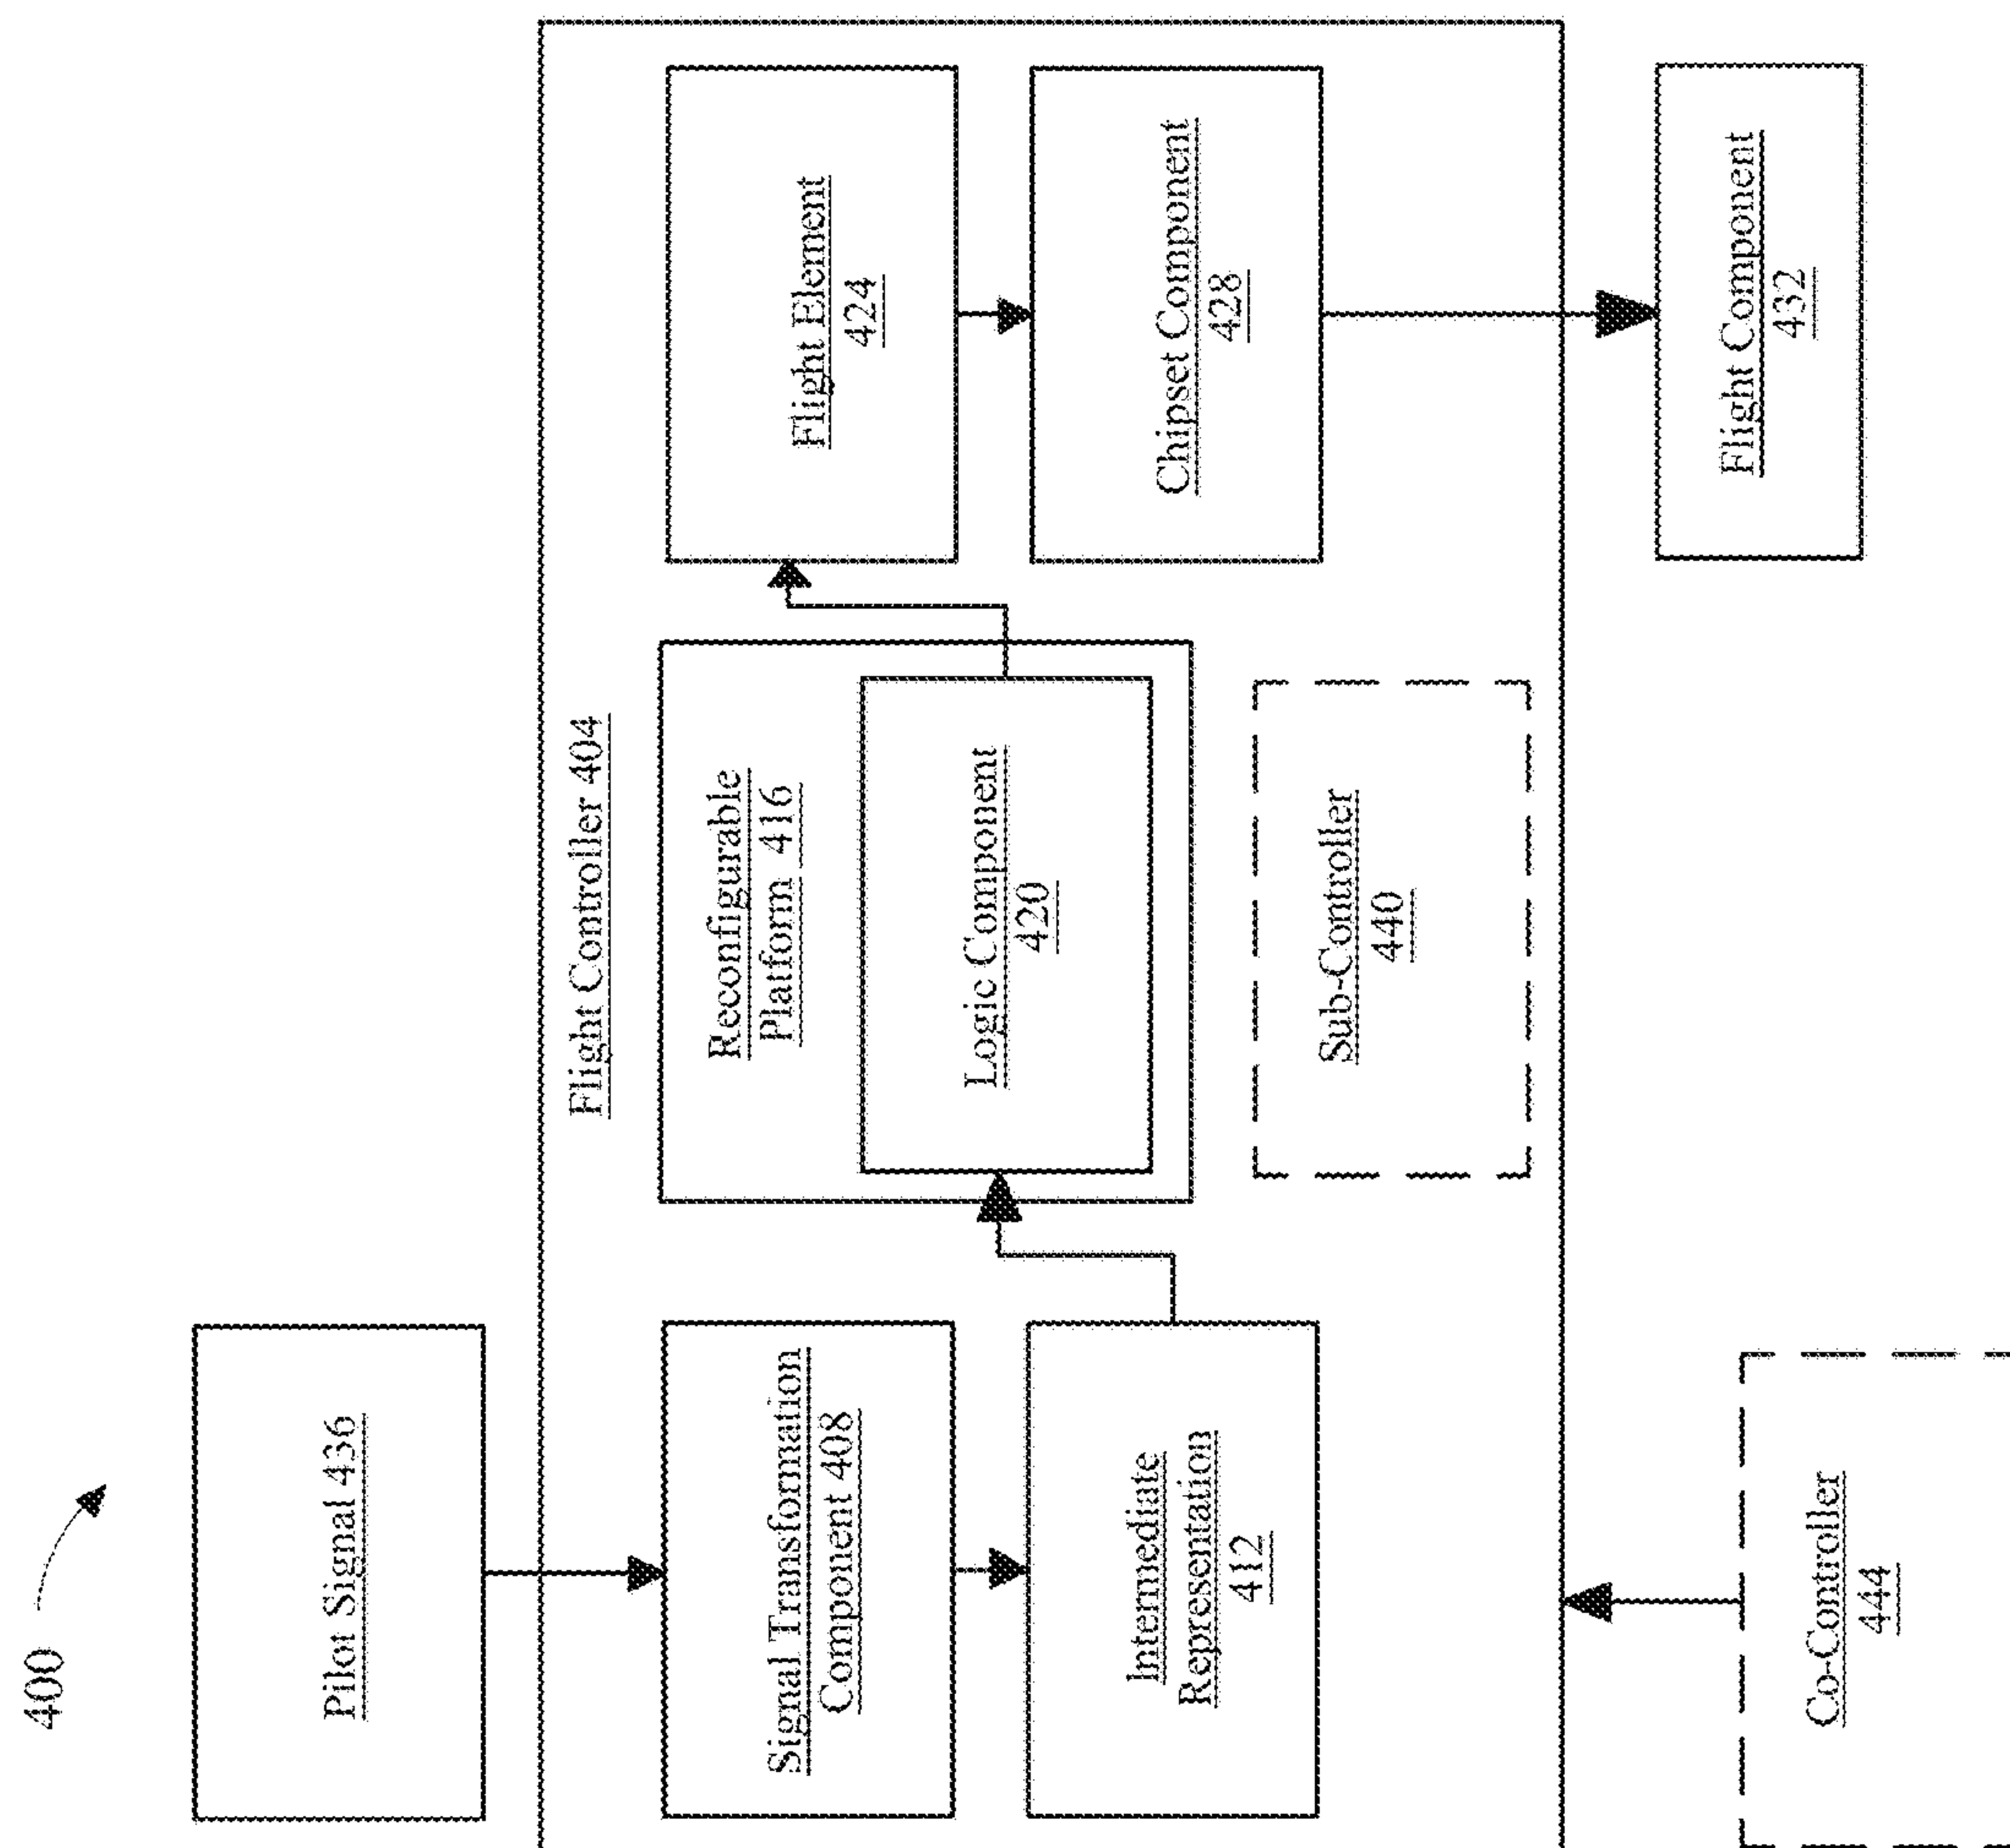 400
Pilot Signal 436
Flight Controller 404
Signal Transformation
Component 408
Intermediate
Representation
412
Reconfigurable
Platform 416
Logic Component
420
Sub-Controller
440
Flight Element
424
Chipset Component
428
Co-Controller
444
Flight Component
432